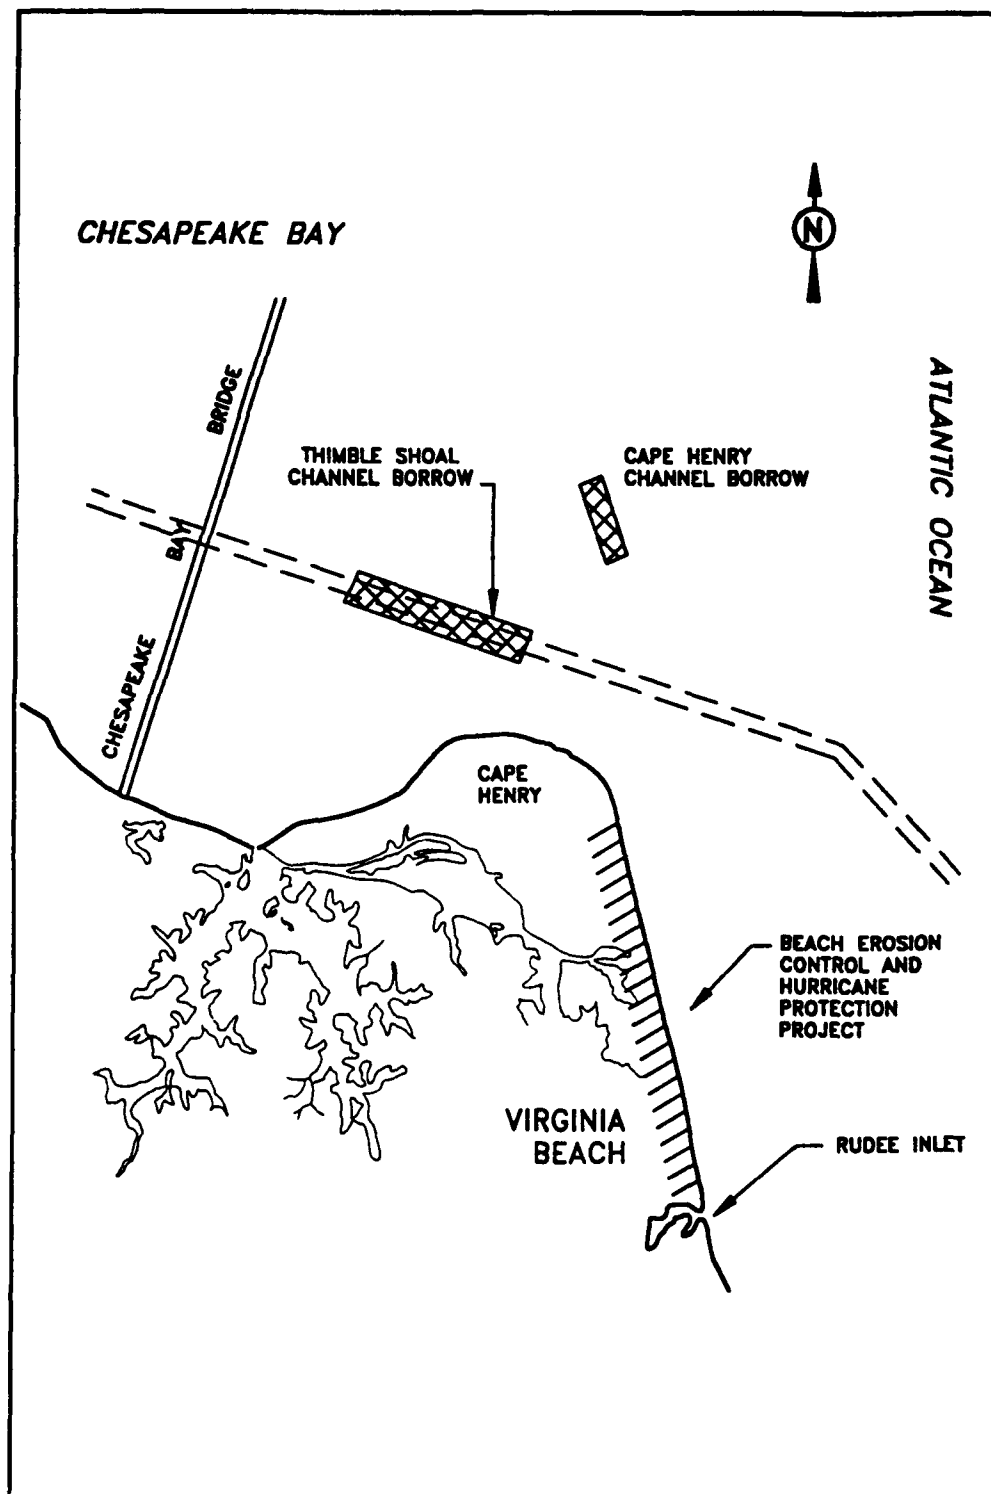 CHESAPEAKE BAY
N
ATLANTIC OCEAN
BRIDGE
BAY
CHESAPEAKE
THIMBLE SHOAL
CHANNEL BORROW
CAPE HENRY
CHANNEL BORROW
CAPE
HENRY
BEACH EROSION
CONTROL AND
HURRICANE
PROTECTION
PROJECT
VIRGINIA
BEACH
RUDEE INLET